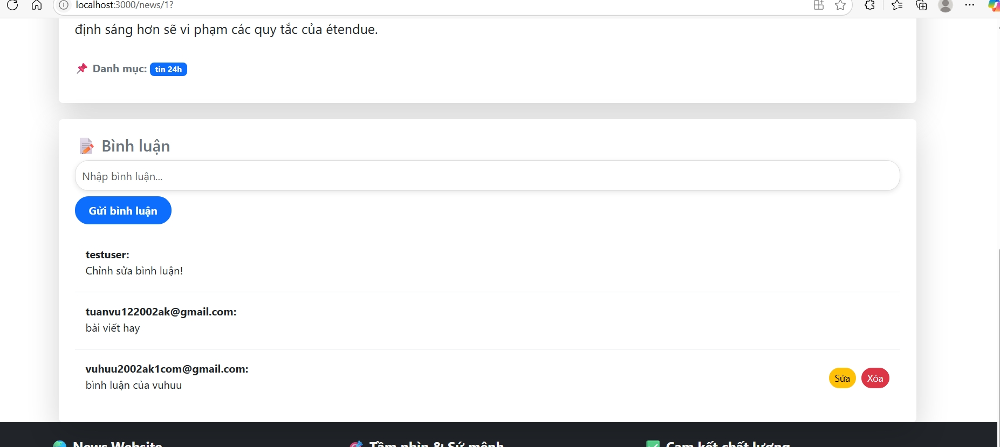 localhost:3000/news/1?
định sáng hơn sẽ vi phạm các quy tắc của étendue.
Danh mục: tin 24h
Bình luận
Nhập bình luận...
Gửi bình luận
testuser:
Chỉnh sửa bình luận!
tuanvu122002ak@gmail.com:
bài viết hay
vuhuu2002ak1com@gmail.com:
bình luận của vuhuu
Sửa Xóa
News Website
Tầm nhìn & Sứ mệnh
Cam kết chất lượng